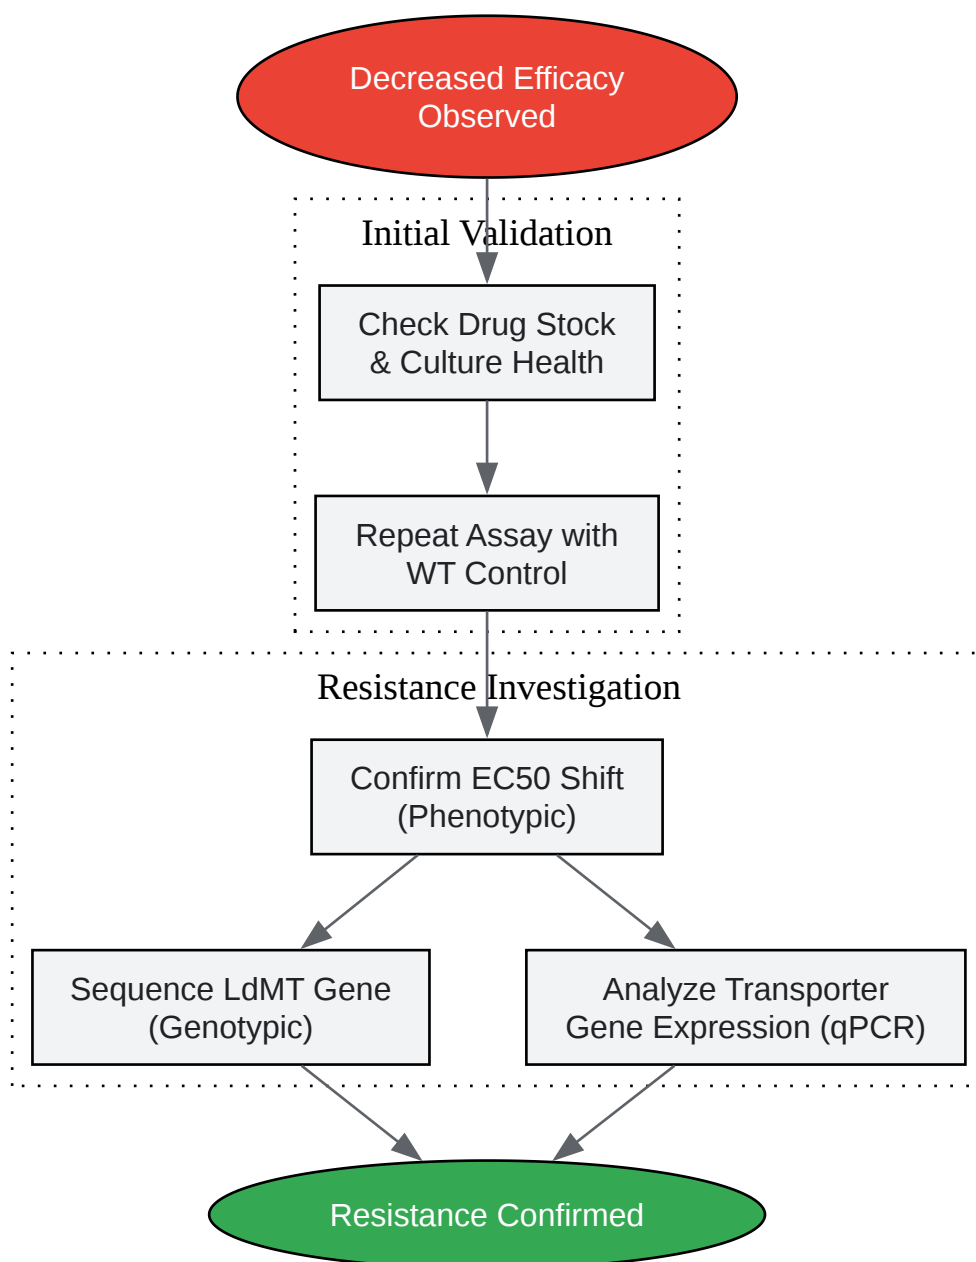 Decreased Efficacy
Observed
Initial Validation
Check Drug Stock
& Culture Health
Repeat Assay with
WT Control
Resistance Investigation
Confirm EC50 Shift
(Phenotypic)
Sequence LdMT Gene
(Genotypic)
Analyze Transporter
Gene Expression (qPCR)
Resistance Confirmed